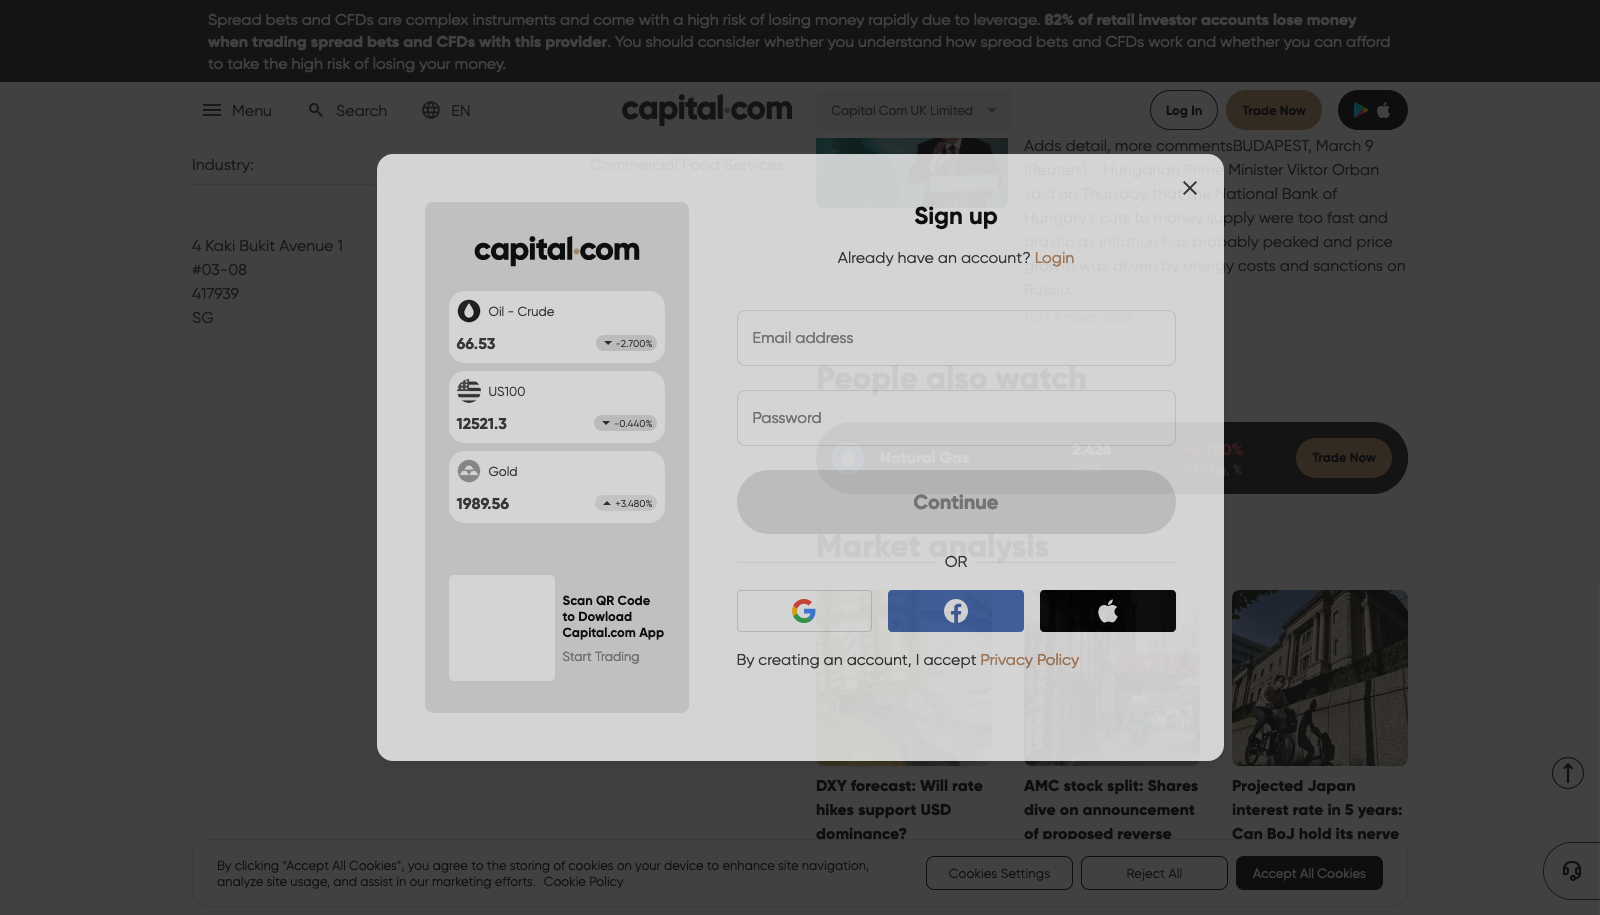 Spread bets and CFDs are complex instruments and come with a high risk of losing money rapidly due to leverage. 82% of retail investor accounts lose money
when trading spread bets and CFDs with this provider. You should consider whether you understand how spread bets and CFDs work and whether you can afford
to take the high risk of losing your money.
Menu
Search
EN
capital.com
Capital Com UK Limited
Log In
Trade Now
Industry:
Commercial Food Services
4 Kaki Bukit Avenue 1
#03-08
417939
SG
Adds detail, more commentsBUDAPEST, March 9
(Reuters) - Hungarian Prime Minister Viktor Orban
said on Thursday that the National Bank of
Hungary's cuts to money supply were too fast and
drastic as inflation has probably peaked and price
growth was driven by energy costs and sanctions on
Russia.
capital.com
Oil - Crude
66.53
-2.700%
US100
12521.3
-0.440%
Gold
1989.56
+3.480%
Scan QR Code
to Dowload
Capital.com App
Start Trading
Sign up
Already have an account? Login
Email address
Password
Continue
OR
By creating an account, I accept Privacy Policy
People also watch
Natural Gas
2.426
Trade Now
Market analysis
DXY forecast: Will rate
hikes support USD
dominance?
AMC stock split: Shares
dive on announcement
of proposed reverse
Projected Japan
interest rate in 5 years:
Can BoJ hold its nerve
By clicking “Accept All Cookies”, you agree to the storing of cookies on your device to enhance site navigation,
analyze site usage, and assist in our marketing efforts. Cookie Policy
Cookies Settings
Reject All
Accept All Cookies